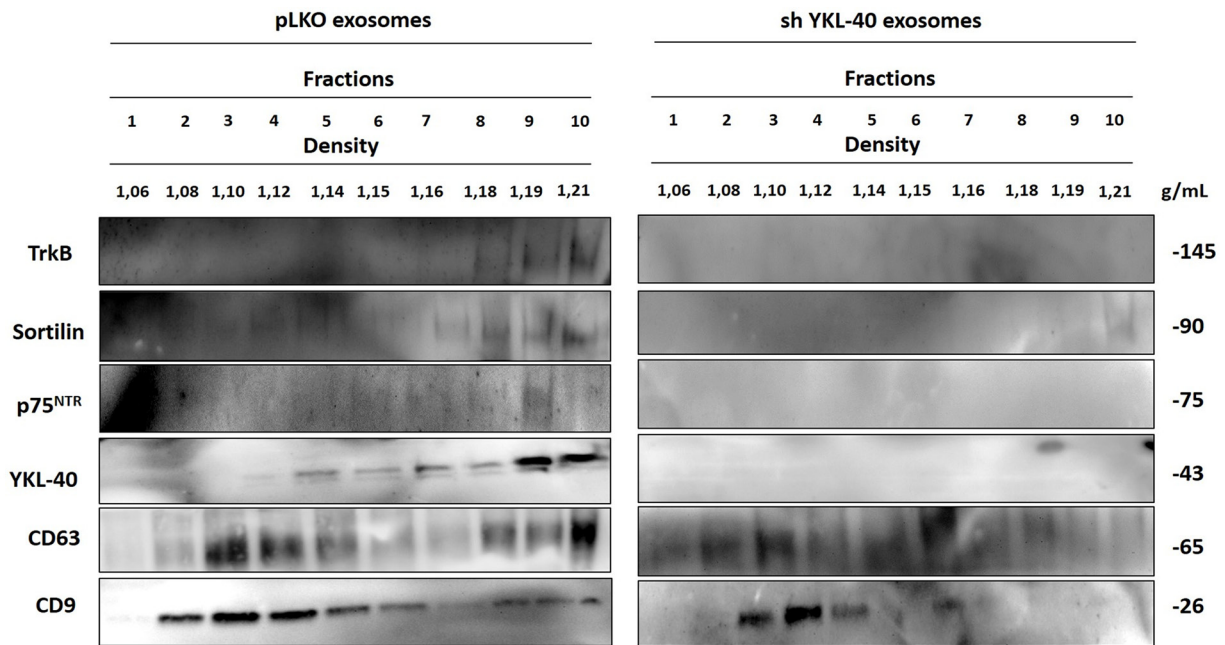 pLKO exosomes sh YKL-40 exosomes
Fractions Fractions
1 2 3 4 5 6 7 8 9 10 1 2 3 4 5 6 7 8 9 10
Density Density
1,06 1,08 1,10 1,12 1,14 1,15 1,16 1,18 1,19 1,21 1,06 1,08 1,10 1,12 1,14 1,15 1,16 1,18 1,19 1,21 g/mL
TrkB -145
Sortilin -90
p75NTR -75
YKL-40 -43
CD63 -65
CD9 -26